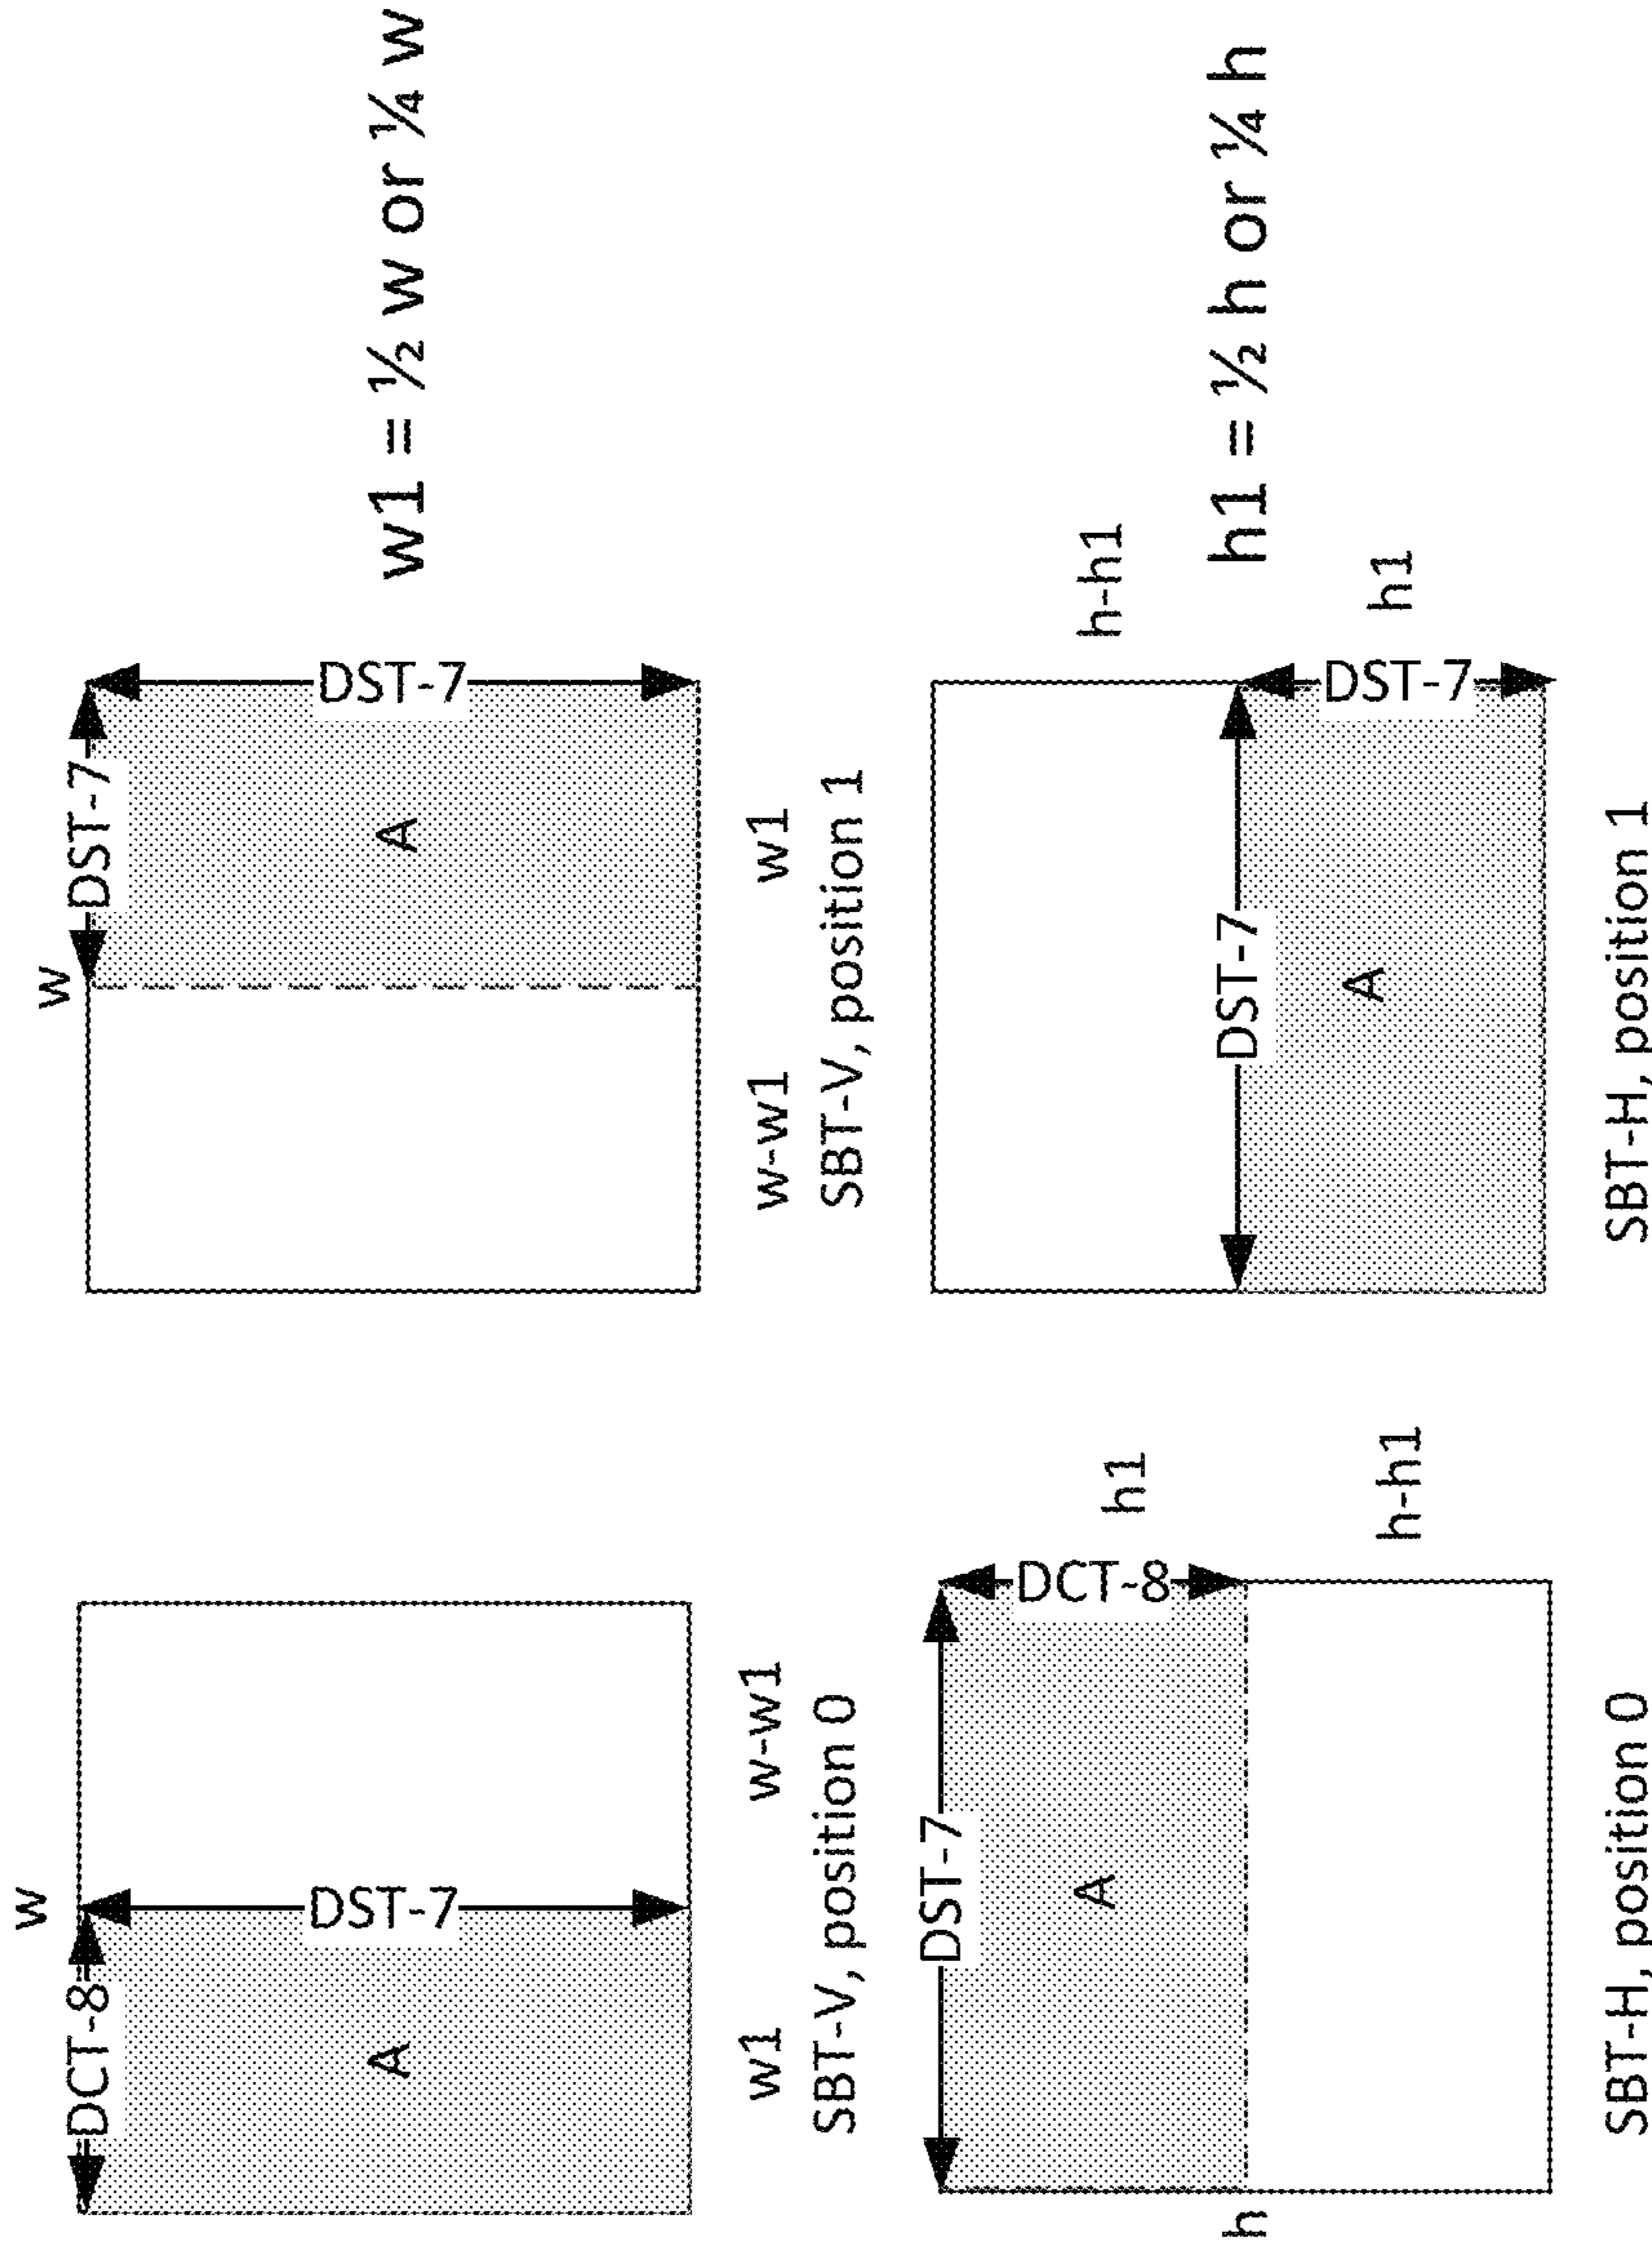 w
DCT-8
DST-7
A
w1 w-w1
SBT-V, position 0
w
DST-7
DST-7
A
w-w1 w1
SBT-V, position 1
w1 = ½ w or ¼ w
h
DST-7
DCT-8
A
h1
h-h1
SBT-H, position 0
DST-7
DST-7
A
h-h1
h1
SBT-H, position 1
h1 = ½ h or ¼ h